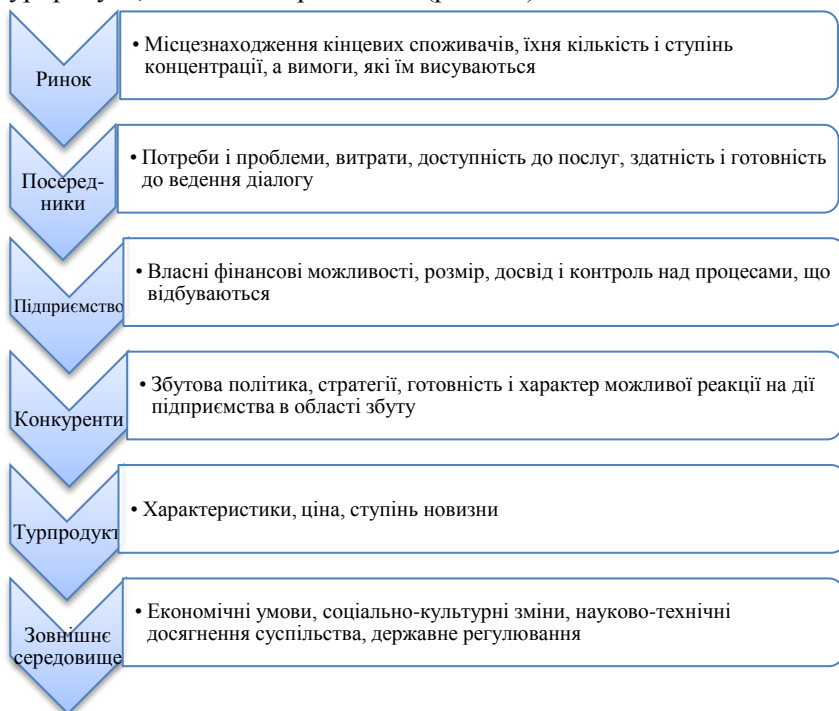 Ринок
• Місцезнаходження кінцевих споживачів, їхня кількість і ступінь
концентрації, а вимоги, які їм висуваються
Посеред-
ники
• Потреби і проблеми, витрати, доступність до послуг, здатність і готовність
до ведення діалогу
Підприємство
• Власні фінансові можливості, розмір, досвід і контроль над процесами, що
відбуваються
Конкуренти
• Збутова політика, стратегії, готовність і характер можливої реакції на дії
підприємства в області збуту
Турпродукт
• Характеристики, ціна, ступінь новизни
Зовнішнє
середовище
• Економічні умови, соціально-культурні зміни, науково-технічні
досягнення суспільства, державне регулювання